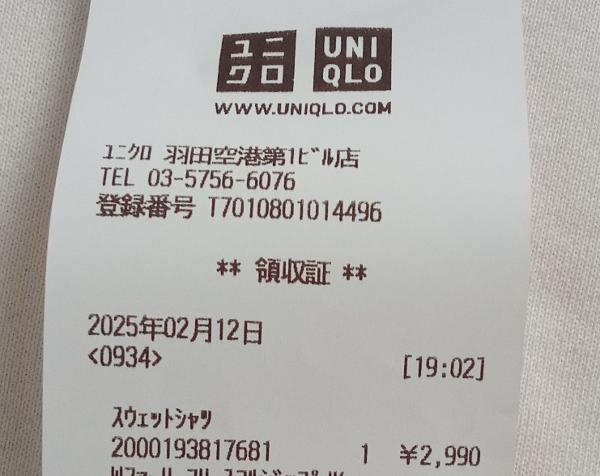 ユニクロ UNIQLO
WWW.UNIQLO.COM
ユニクロ 羽田空港第1ビル店
TEL 03-5756-6076
登録番号 T7010801014496
** 領収証 **
2025年02月12日
<0934> [19:02]
スウェットシャツ
2000193817681 1 ¥2,990